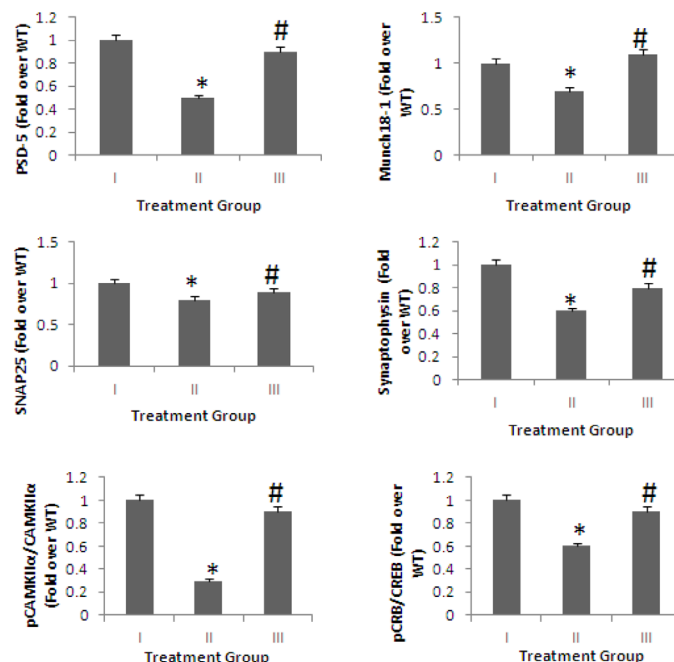 PSD-5 (Fold over WT)
1.2
1
0.8
0.6
0.4
0.2
0
*
#
I II III
Treatment Group
Munch18-1 (Fold over
WT)
1.5
1
0.5
0
*
#
I II III
Treatment Group
SNAP25 (Fold over WT)
1.5
1
0.5
0
*
#
I II III
Treatment Group
Synaptophysin (Fold
over WT)
1.2
1
0.8
0.6
0.4
0.2
0
*
#
I II III
Treatment Group
pCAMKIIα/CAMKIIα
(Fold over WT)
1.2
1
0.8
0.6
0.4
0.2
0
*
#
I II III
Treatment Group
pCRB/CREB (Fold over
WT)
1.2
1
0.8
0.6
0.4
0.2
0
*
#
I II III
Treatment Group